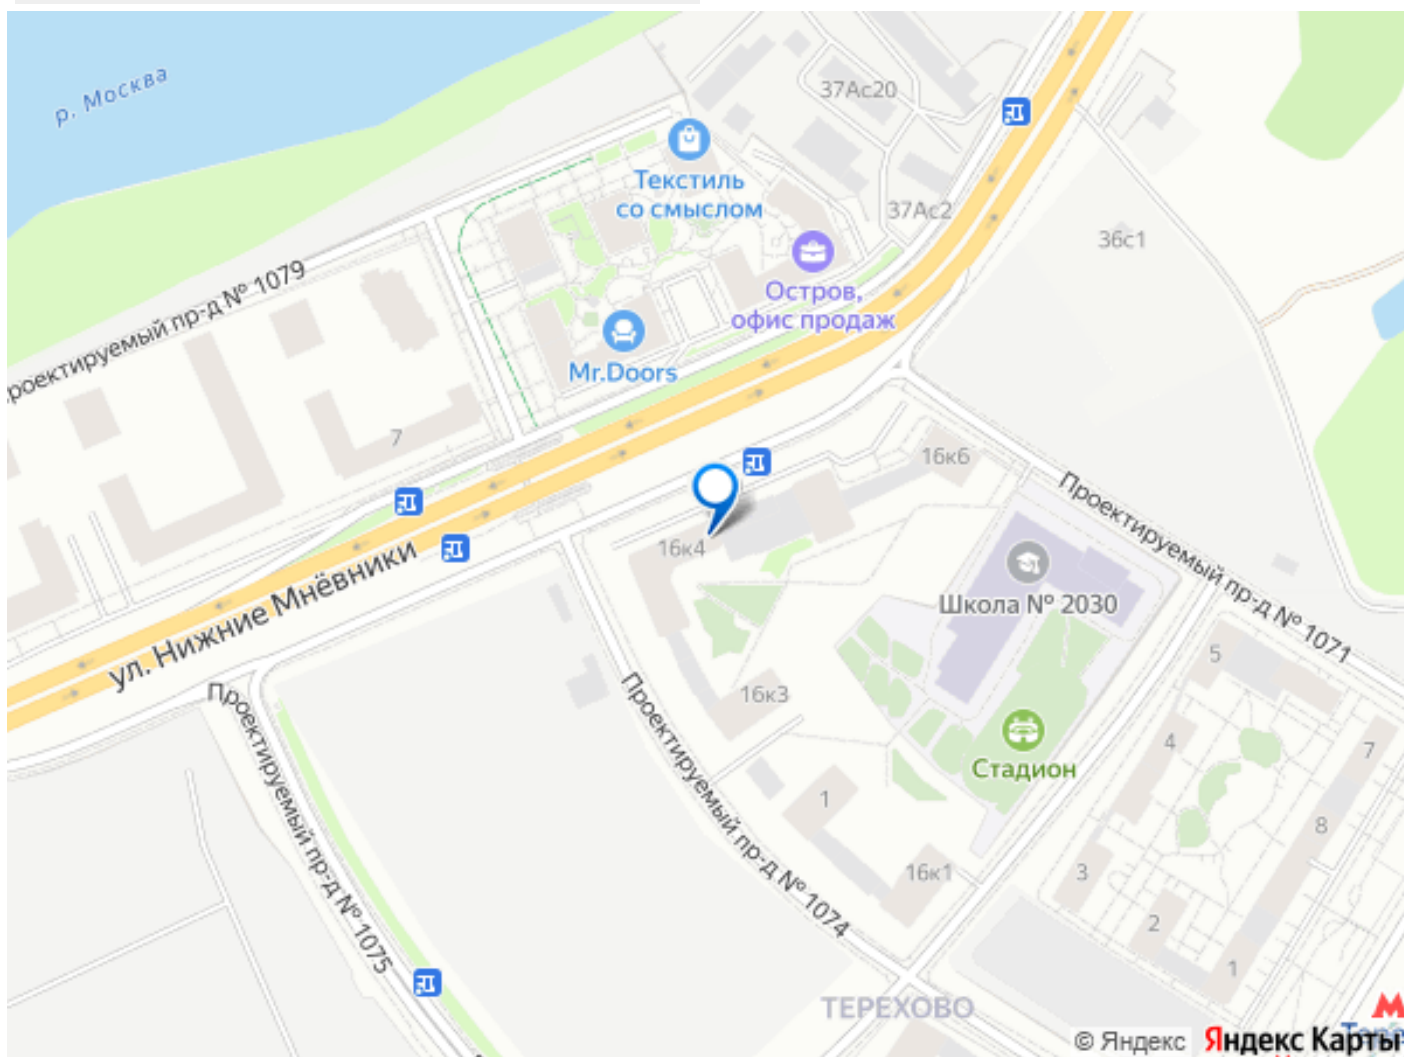 р. Москва
37Ас20
Текстиль
со смыслом
37Ас2
36с1
Остров,
офис продаж
Проектируемый пр-д № 1079
Mr.Doors
7
16к6
Проектируемый пр-д № 1071
16к4
ул. Нижние Мнёвники
Школа № 2030
5
16к3
Проектируемый пр-д № 1074
Проектируемый пр-д № 1075
Стадион
4
7
1
8
16к1
3
2
1
ТЕРЕХОВО
© Яндекс
Яндекс Карты